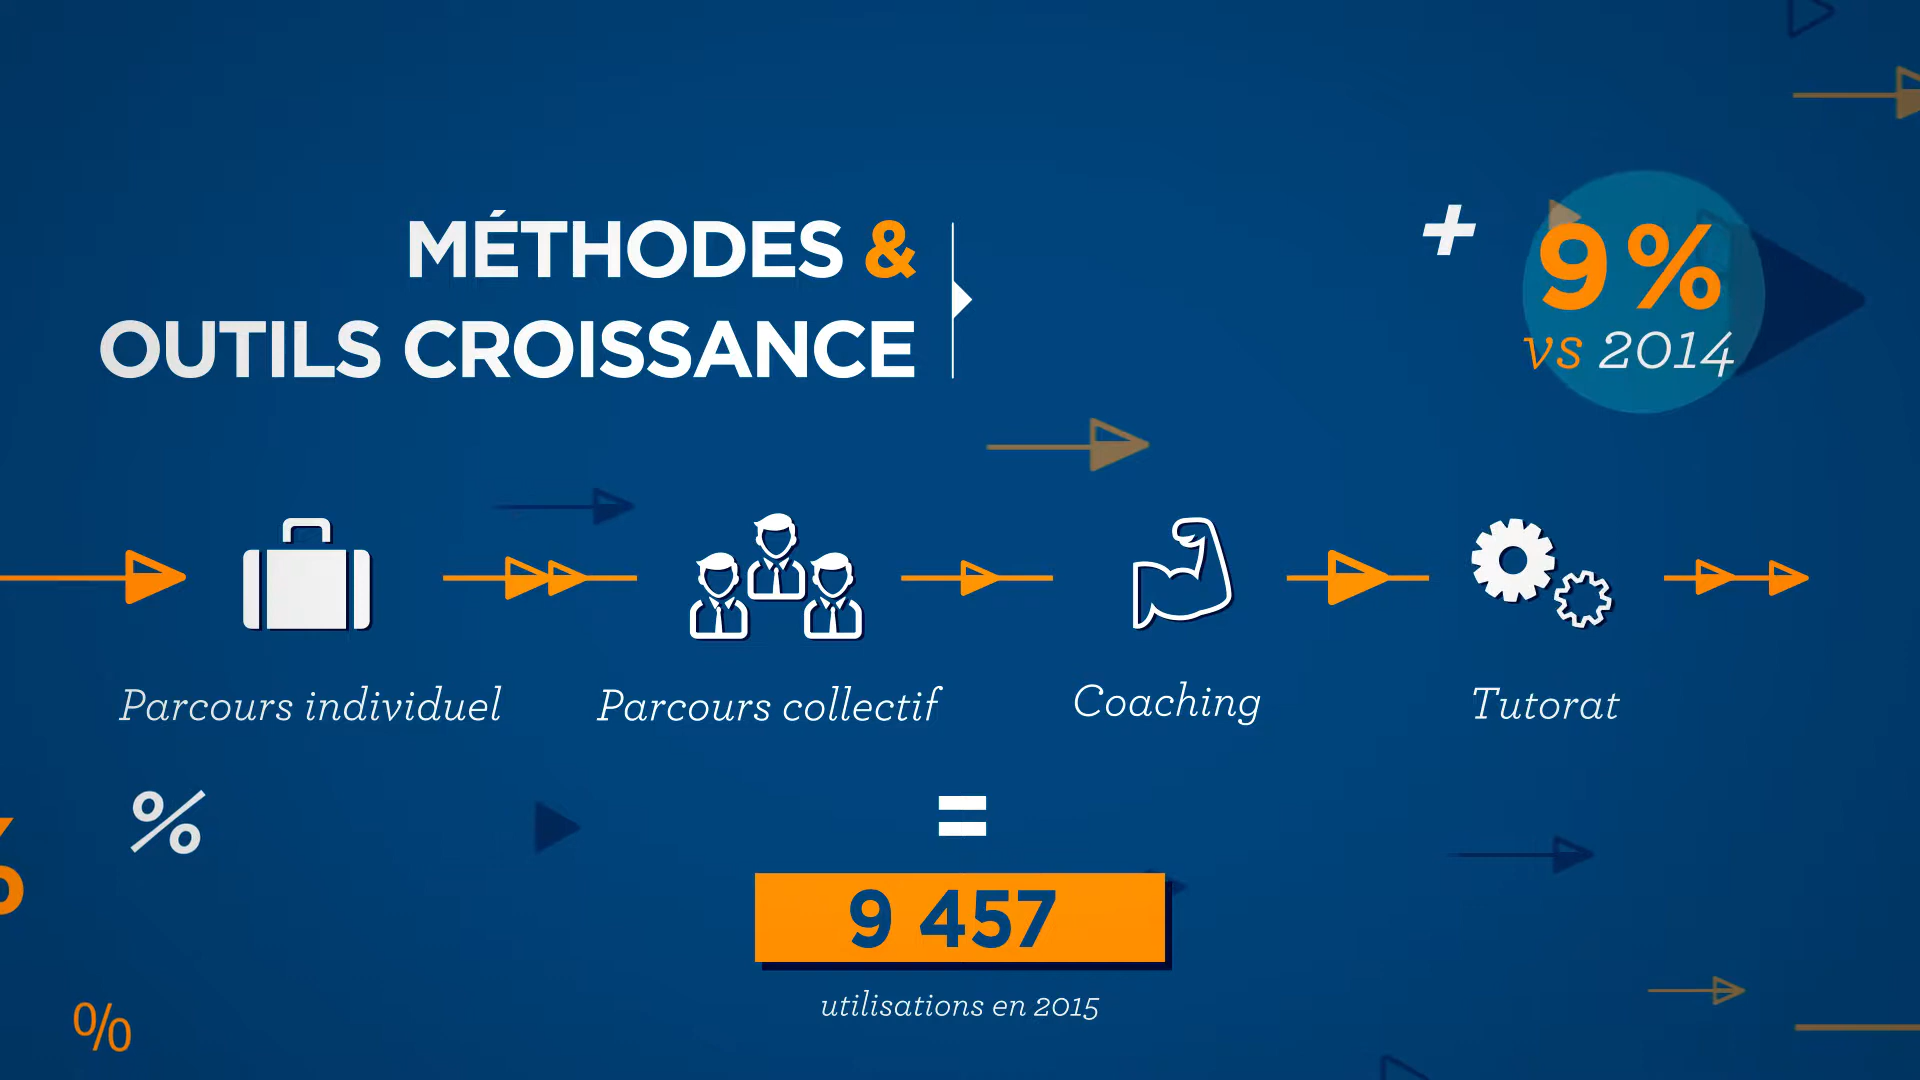 MÉTHODES &
OUTILS CROISSANCE
+ 9%
vs 2014
Parcours individuel
Parcours collectif
Coaching
Tutorat
%
%
=
9 457
utilisations en 2015
%